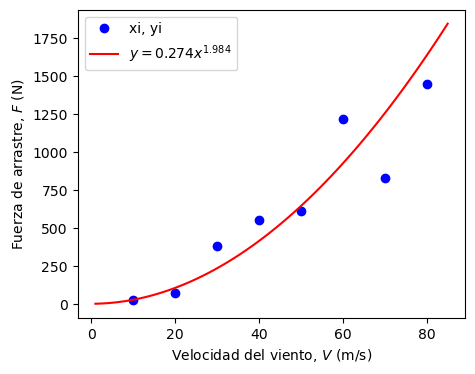 xi, yi
y = 0.274x^1.984
Fuerza de arrastre, F (N)
1750
1500
1250
1000
750
500
250
0
0 20 40 60 80
Velocidad del viento, V (m/s)